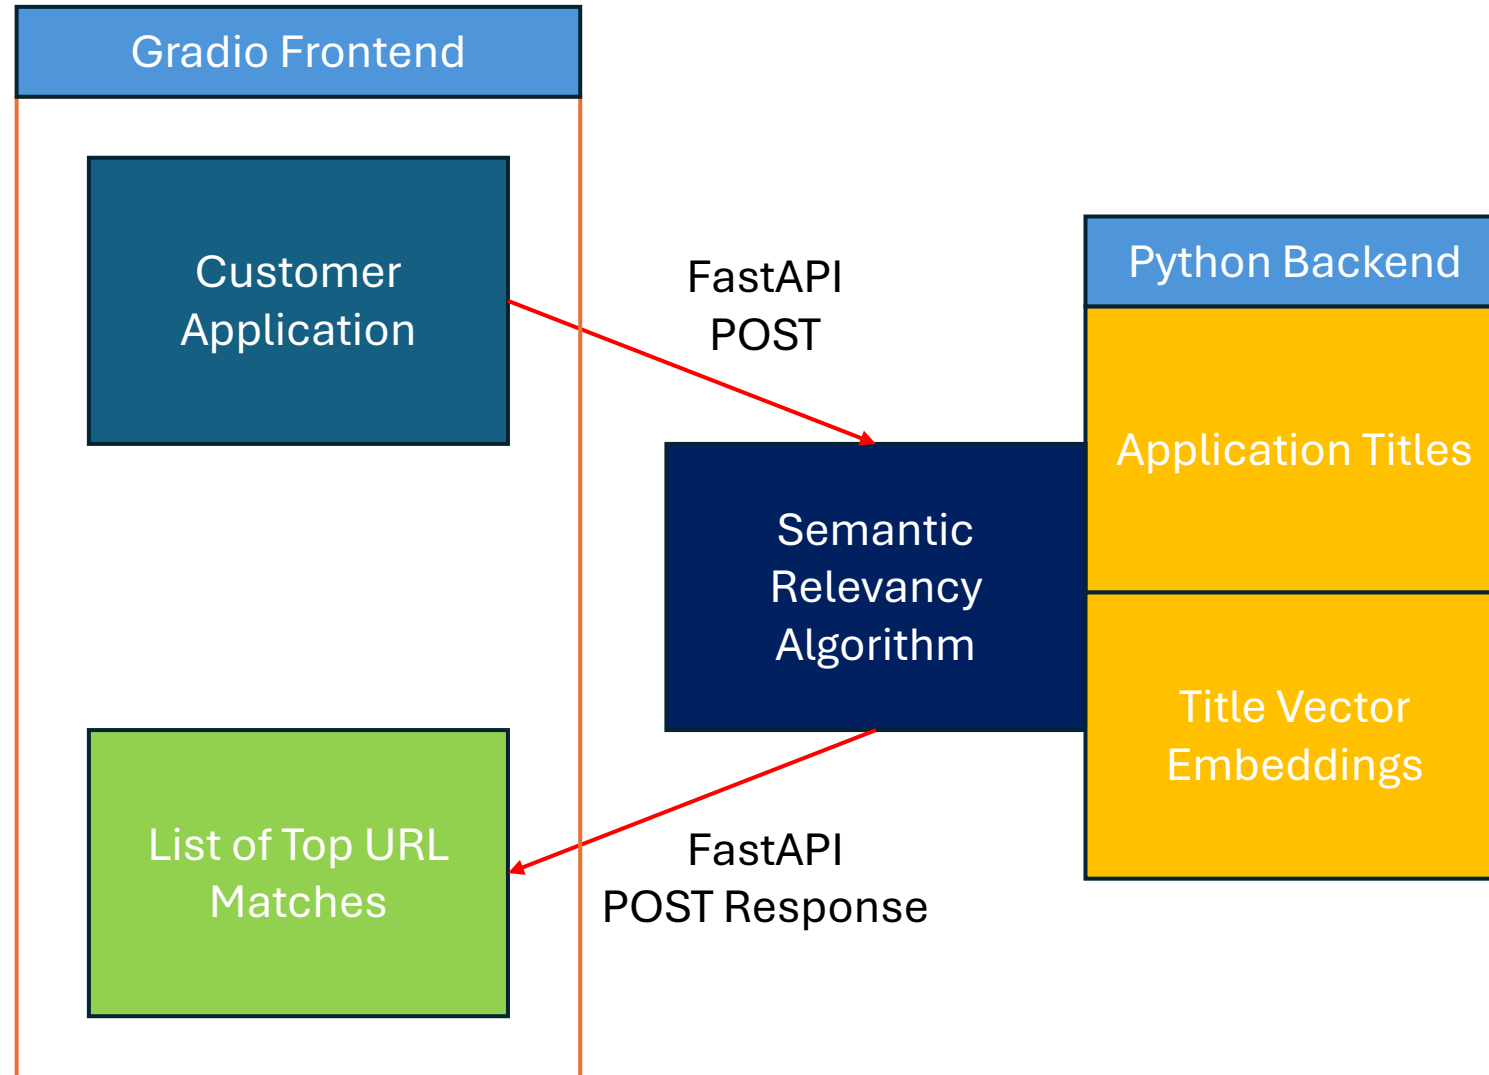 Gradio Frontend
Customer
Application
FastAPI
POST
Python Backend
Application Titles
Semantic
Relevancy
Algorithm
Title Vector
Embeddings
List of Top URL
Matches
FastAPI
POST Response